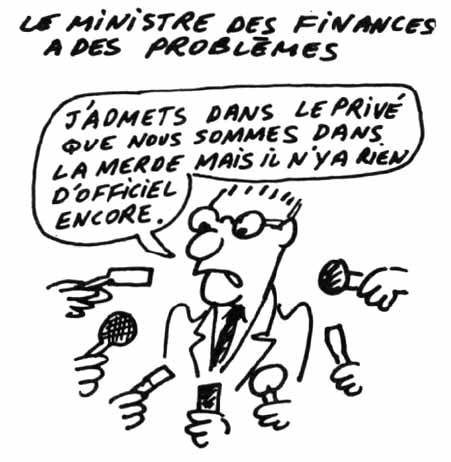 LE MINISTRE DES FINANCES
A DES PROBLÈMES
J'ADMETS DANS LE PRIVÉ
QUE NOUS SOMMES DANS
LA MERDE MAIS IL N'Y A RIEN
D'OFFICIEL
ENCORE.